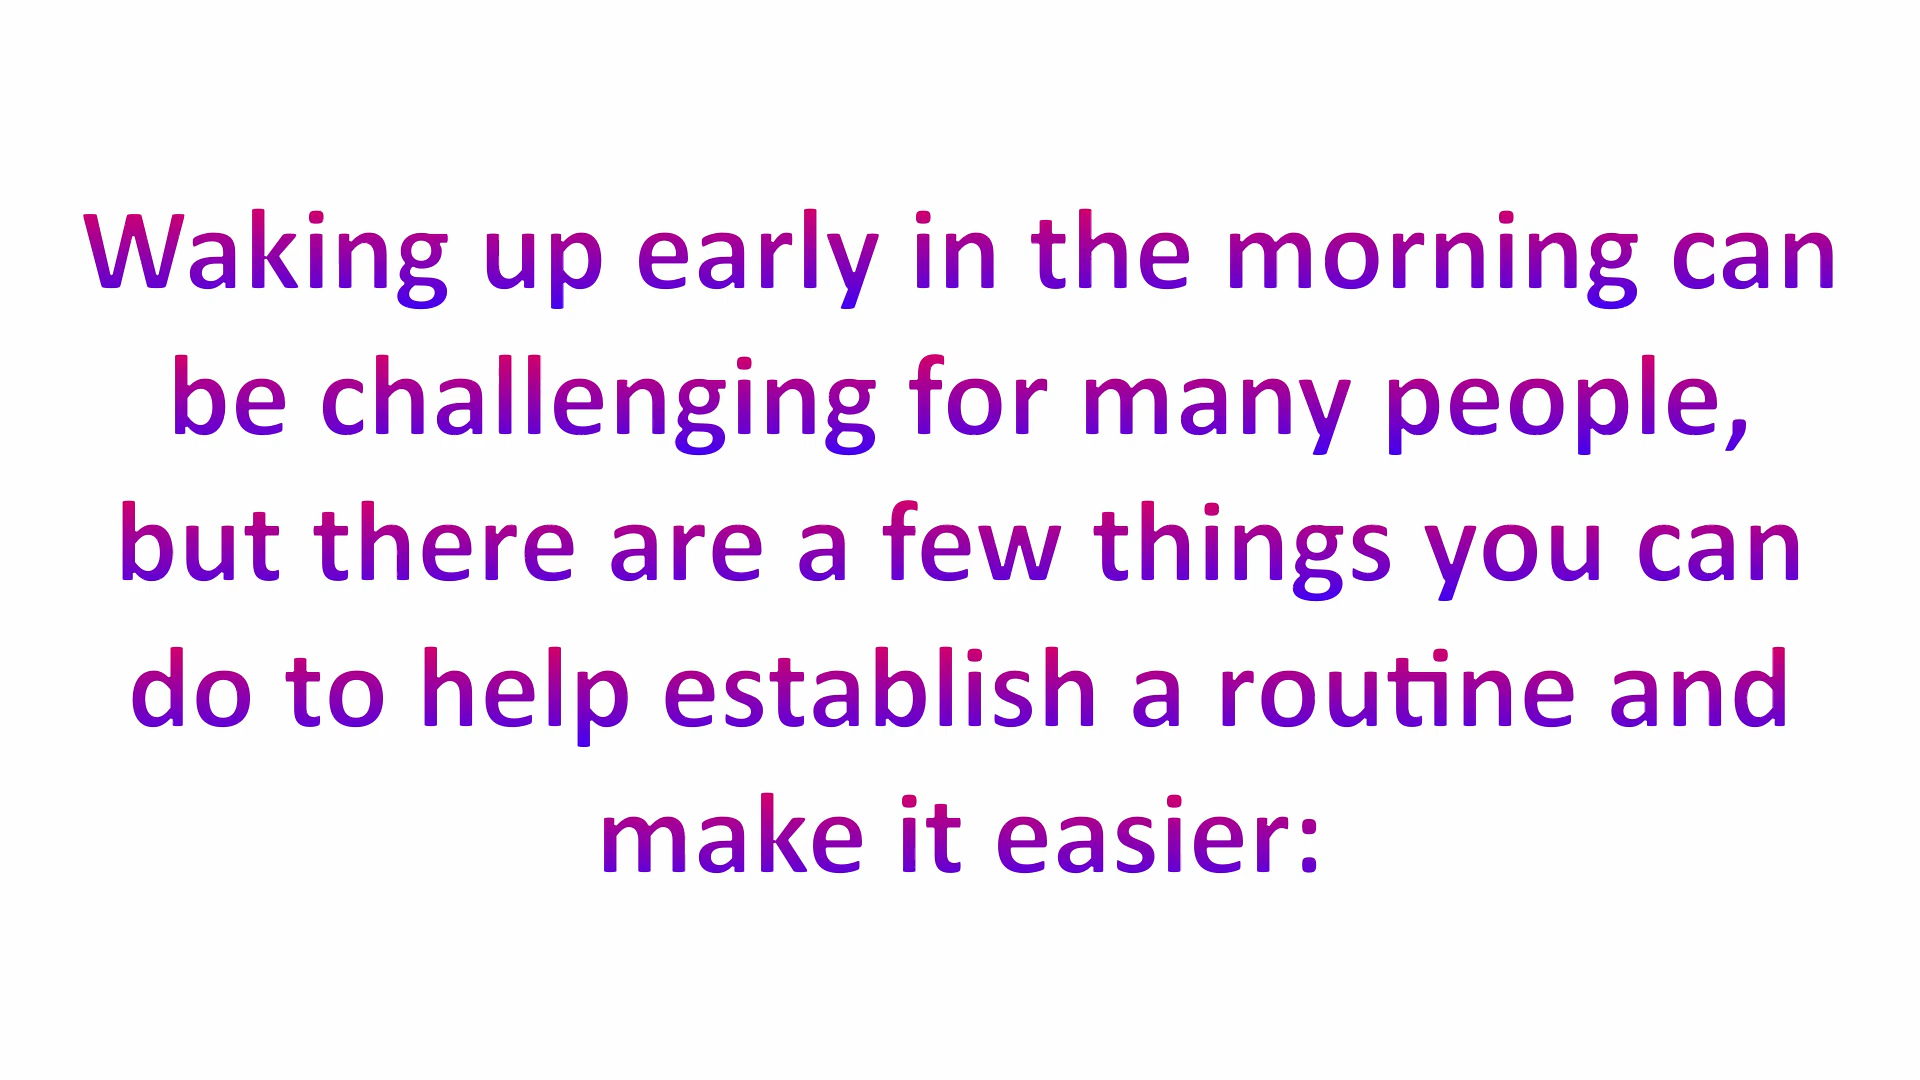 Waking up early in the morning can
be challenging for many people,
but there are a few things you can
do to help establish a routine and
make it easier: